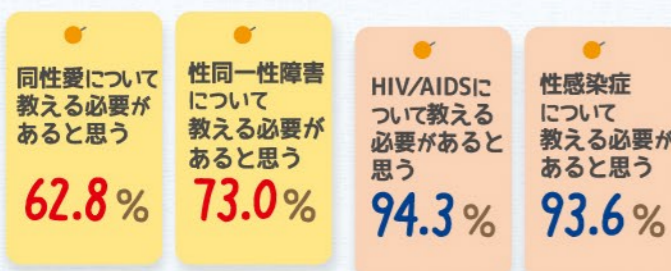 同性愛について
教える必要が
あると思う
62.8%
性同一性障害
について
教える必要が
あると思う
73.0%
HIV/AIDSに
ついて教える
必要があると
思う
94.3%
性感染症
について
教える必要が
あると思う
93.6%